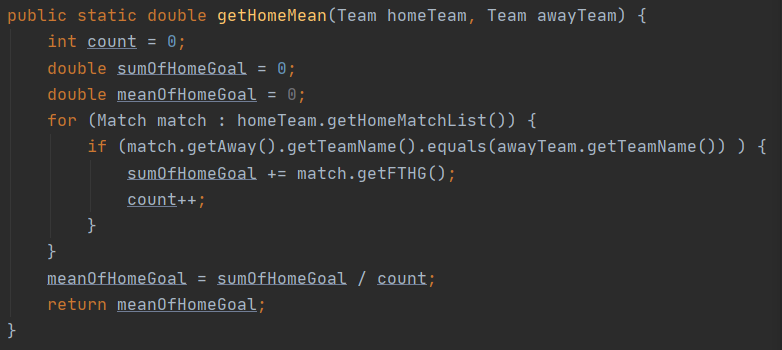 public static double getHomeMean(Team homeTeam, Team awayTeam) {
    int count = 0;
    double sumOfHomeGoal = 0;
    double meanOfHomeGoal = 0;
    for (Match match : homeTeam.getHomeMatchList()) {
        if (match.getAway().getTeamName().equals(awayTeam.getTeamName()) ) {
            sumOfHomeGoal += match.getFTHG();
            count++;
        }
    }
    meanOfHomeGoal = sumOfHomeGoal / count;
    return meanOfHomeGoal;
}